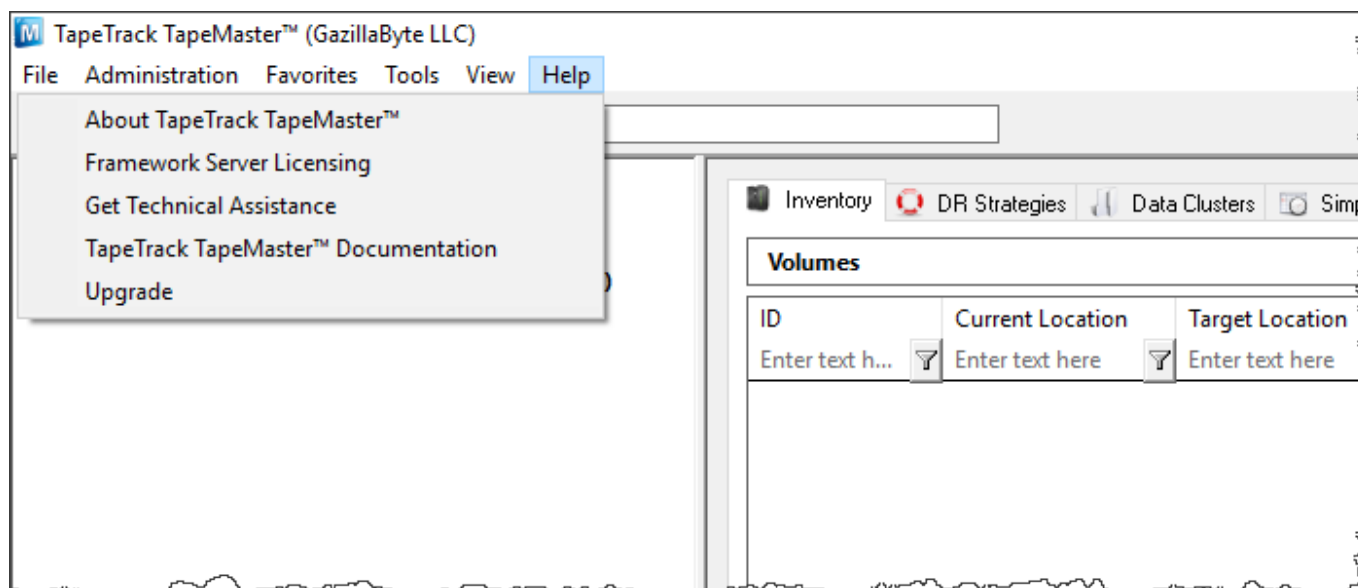 TapeTrack TapeMaster™ (GazillaByte LLC)
File Administration Favorites Tools View Help
About TapeTrack TapeMaster™
Framework Server Licensing
Get Technical Assistance
TapeTrack TapeMaster™ Documentation
Upgrade
Inventory DR Strategies Data Clusters
Volumes
ID Current Location Target Location
Enter text h... Enter text here Enter text here